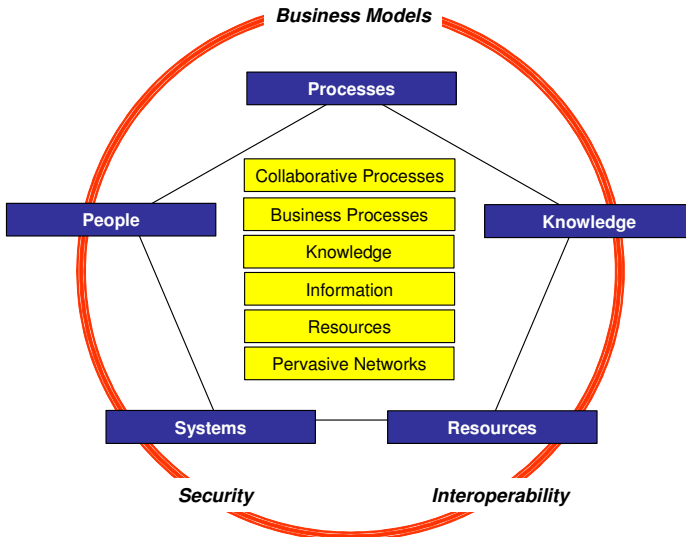 Business Models
Processes
Collaborative Processes
People
Business Processes
Knowledge
Knowledge
Information
Resources
Pervasive Networks
Systems
Resources
Security
Interoperability